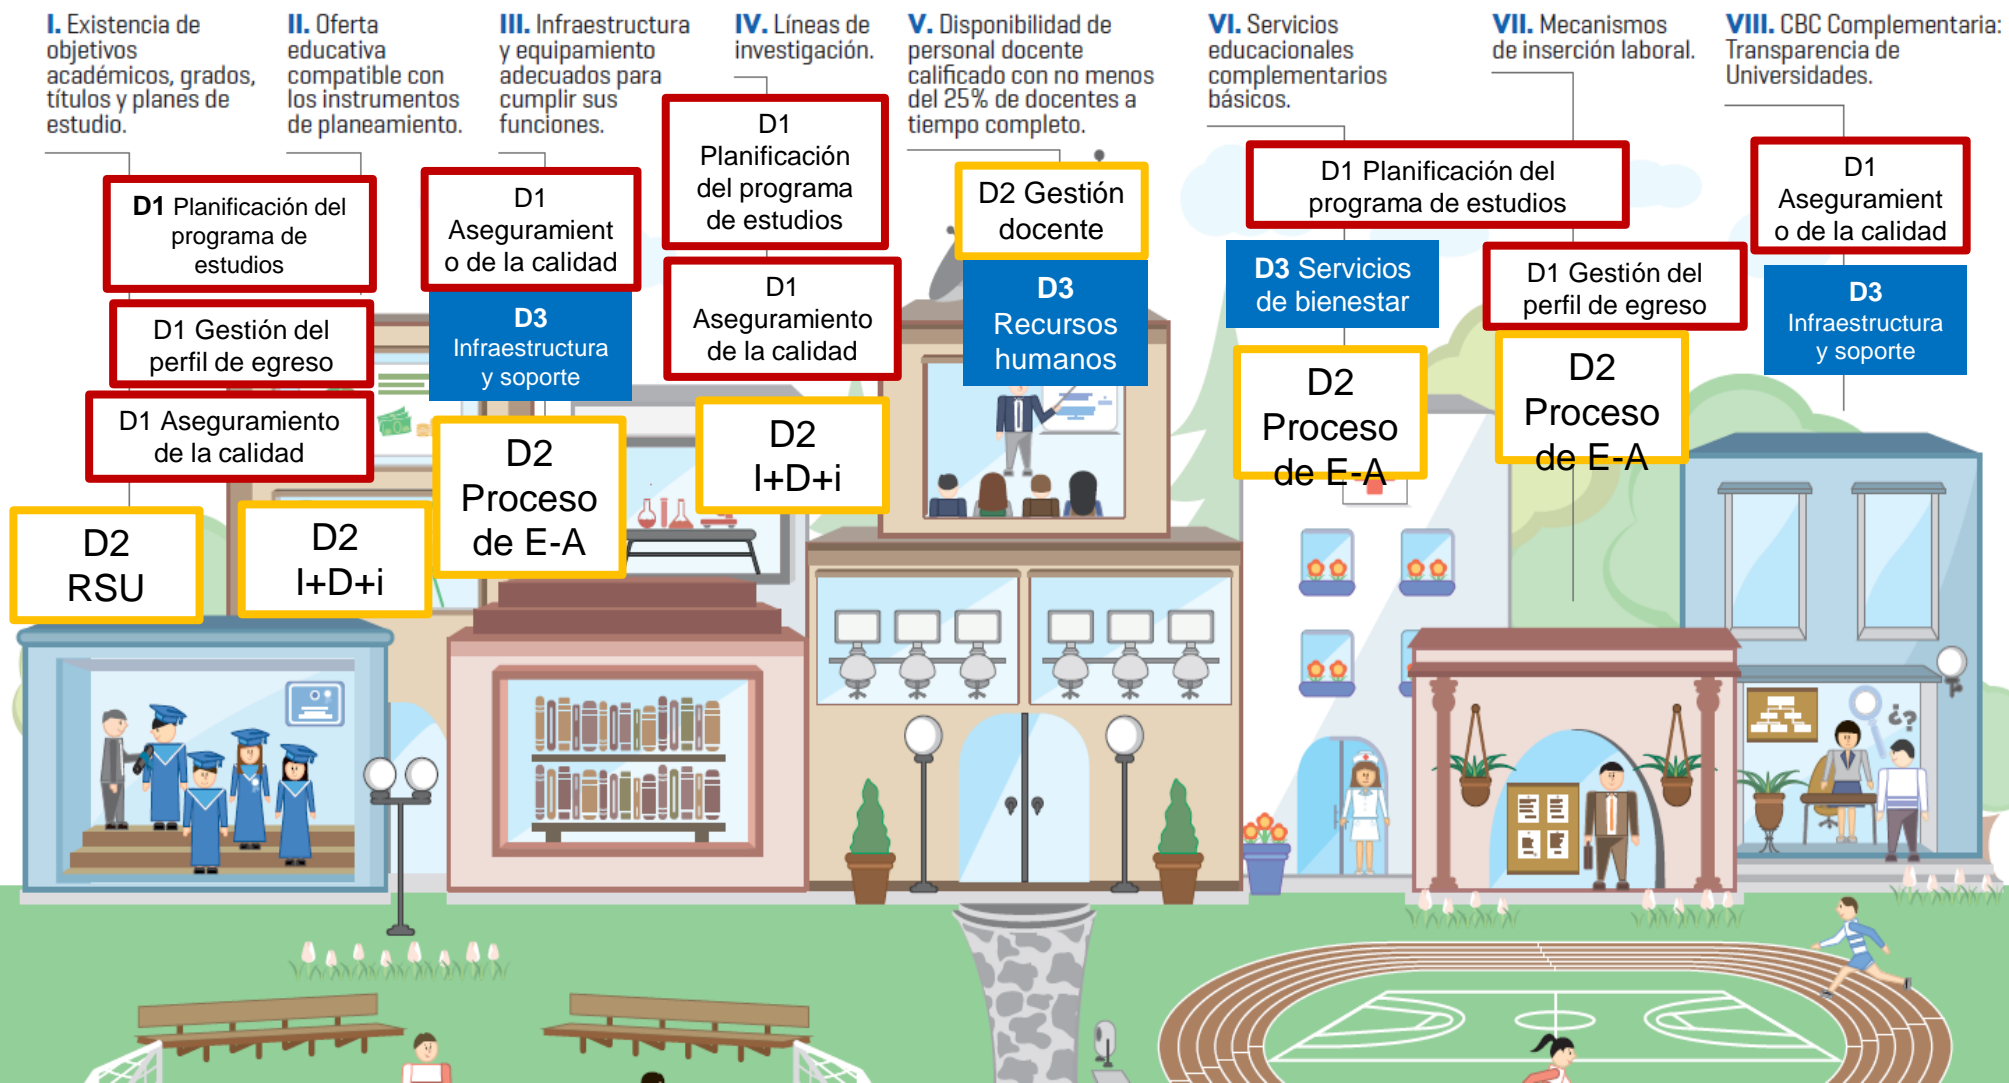 I. Existencia de
objetivos
académicos, grados,
títulos y planes de
estudio.
II. Oferta
educativa
compatible con
los instrumentos
de planeamiento.
III. Infraestructura
y equipamiento
adecuados para
cumplir sus
funciones.
IV. Líneas de
investigación.
V. Disponibilidad de
personal docente
calificado con no menos
del 25% de docentes a
tiempo completo.
VI. Servicios
educacionales
complementarios
básicos.
VII. Mecanismos
de inserción laboral.
VIII. CBC Complementaria:
Transparencia de
Universidades.
D1 Planificación del
programa de
estudios
D1 Gestión del
perfil de egreso
D1 Aseguramiento
de la calidad
D2
RSU
D2
I+D+i
D1
Aseguramient
o de la calidad
D3
Infraestructura
y soporte
D2
Proceso
de E-A
D1
Planificación
del programa
de estudios
D1
Aseguramiento
de la calidad
D2
I+D+i
D2 Gestión
docente
D3
Recursos
humanos
D1 Planificación del
programa de estudios
D3 Servicios
de bienestar
D2
Proceso
de E-A
D1 Gestión del
perfil de egreso
D2
Proceso
de E-A
D1
Aseguramient
o de la calidad
D3
Infraestructura
y soporte
¿?